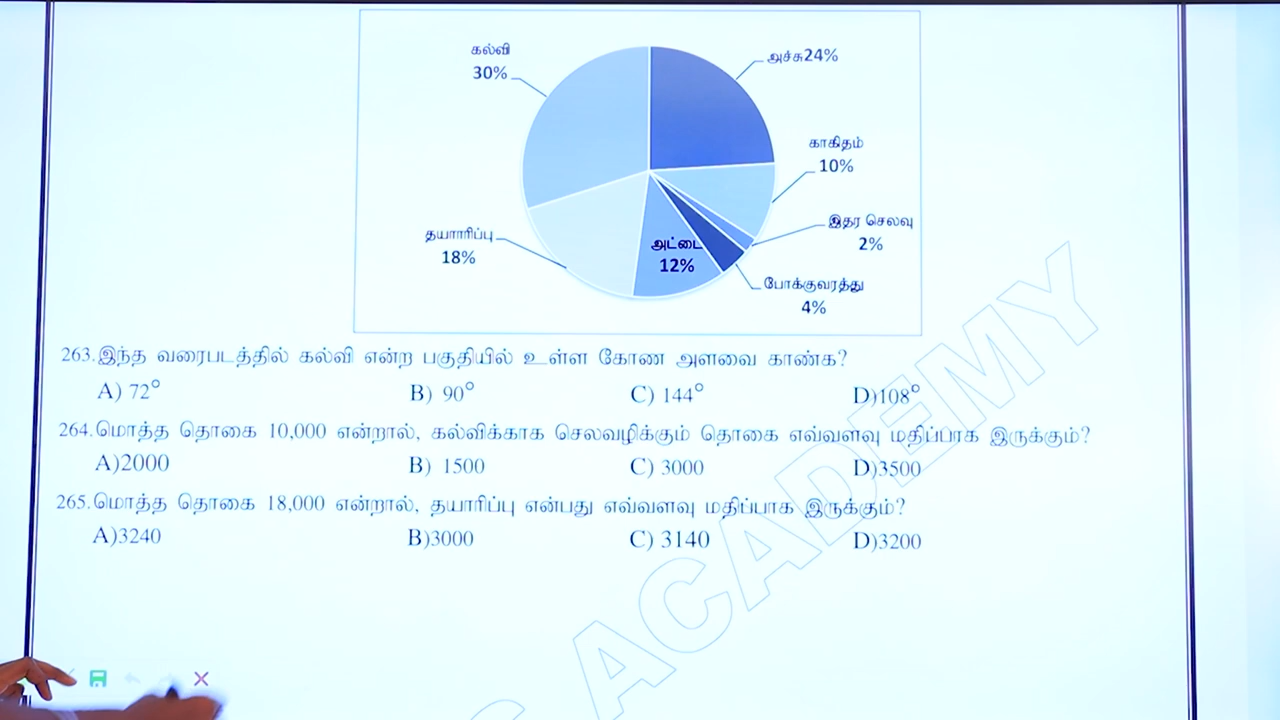 கல்வி
30%
அச்சு24%
காகிதம்
10%
இதர செலவு
2%
போக்குவரத்து
4%
அட்டை
12%
தயாாரிப்பு
18%
263.இந்த வரைபடத்தில் கல்வி என்ற பகுதியில் உள்ள கோண அளவை காண்க?
A) 72° B) 90° C) 144° D)108°
264.மொத்த தொகை 10,000 என்றால், கல்விக்காக செலவழிக்கும் தொகை எவ்வளவு மதிப்பாக இருக்கும்?
A)2000 B) 1500 C) 3000 D)3500
265.மொத்த தொகை 18,000 என்றால், தயாரிப்பு என்பது எவ்வளவு மதிப்பாக இருக்கும்?
A)3240 B)3000 C) 3140 D)3200
ACADEMY